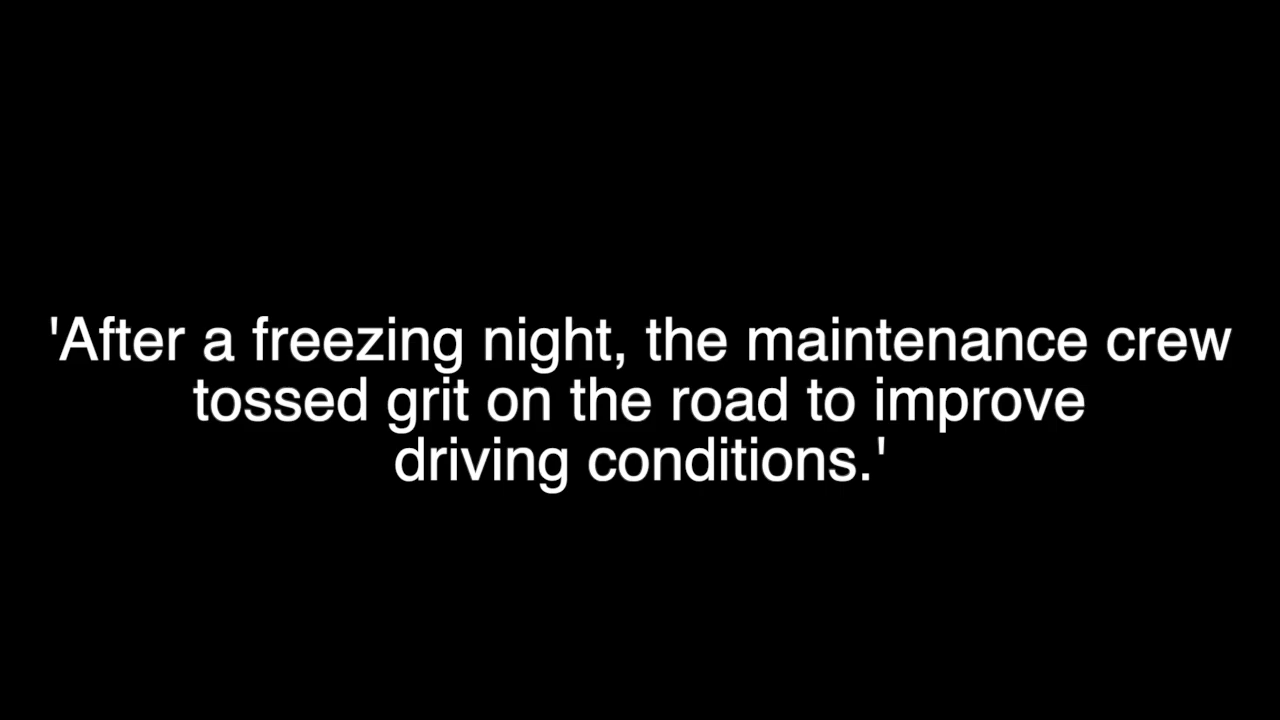 'After a freezing night, the maintenance crew
tossed grit on the road to improve
driving conditions.'